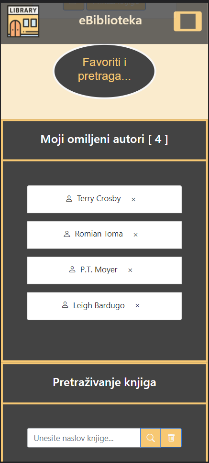 LIBRARY
eBiblioteka
Favoriti i
pretraga...
Moji omiljeni autori [ 4 ]
Terry Crosby ×
Romian Toma ×
P.T. Moyer ×
Leigh Bardugo ×
Pretraživanje knjiga
Unesite naslov knjige...